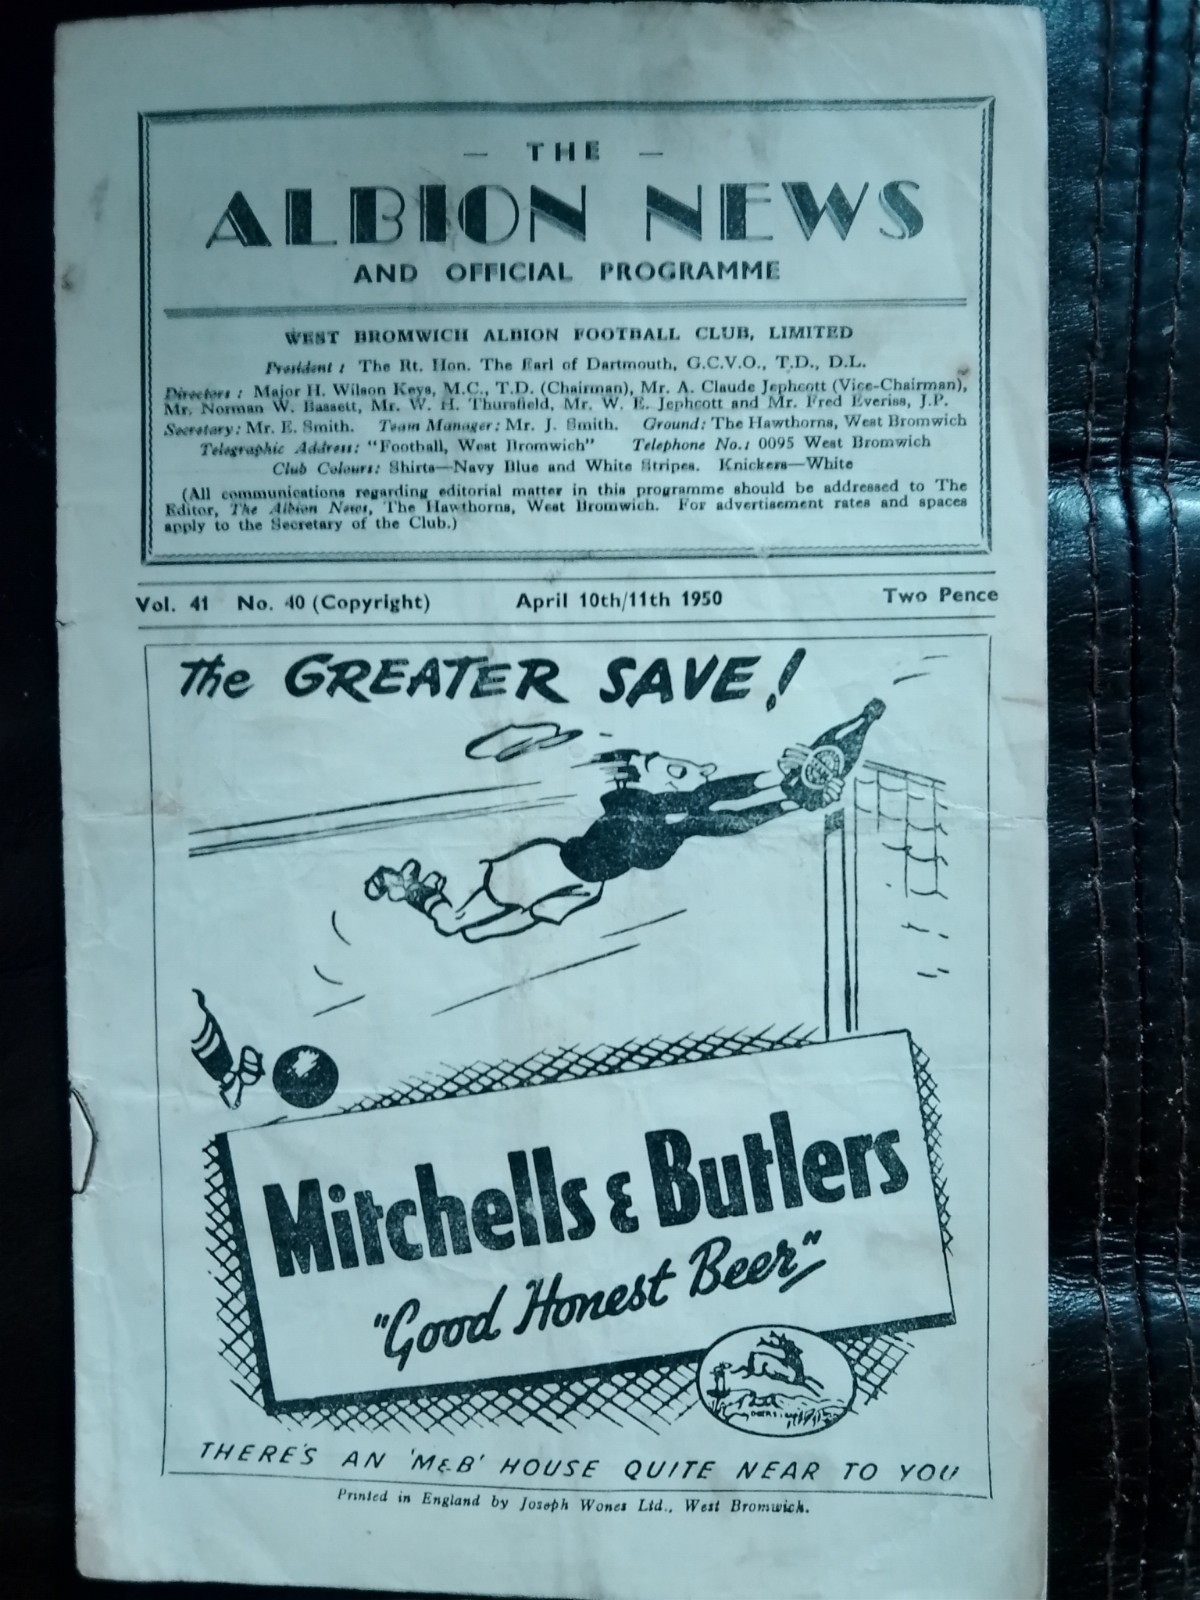 — THE —
ALBION NEWS
AND OFFICIAL PROGRAMME
WEST BROMWICH ALBION FOOTBALL CLUB, LIMITED
President: The Rt. Hon. The Earl of Dartmouth, G.C.V.O., T.D., D.L.
Directors: Major H. Wilson Keys, M.C., T.D. (Chairman), Mr. A. Claude Jephcott (Vice-Chairman),
Mr. Norman W. Bassett, Mr. W. H. Thursfield, Mr. W. E. Jephcott and Mr. Fred Everiss, J.P.
Secretary: Mr. E. Smith. Team Manager: Mr. J. Smith. Ground: The Hawthorns, West Bromwich
Telegraphic Address: "Football, West Bromwich" Telephone No.: 0095 West Bromwich
Club Colours: Shirts—Navy Blue and White Stripes. Knickers—White
(All communications regarding editorial matter in this programme should be addressed to The
Editor, The Albion News, The Hawthorns, West Bromwich. For advertisement rates and spaces
apply to the Secretary of the Club.)
Vol. 41 No. 40 (Copyright) April 10th/11th 1950 Two Pence
The GREATER SAVE!
Mitchells & Butlers
"Good Honest Beer"
THERE'S AN 'M&B' HOUSE QUITE NEAR TO YOU
Printed in England by Joseph Wones Ltd., West Bromwich.